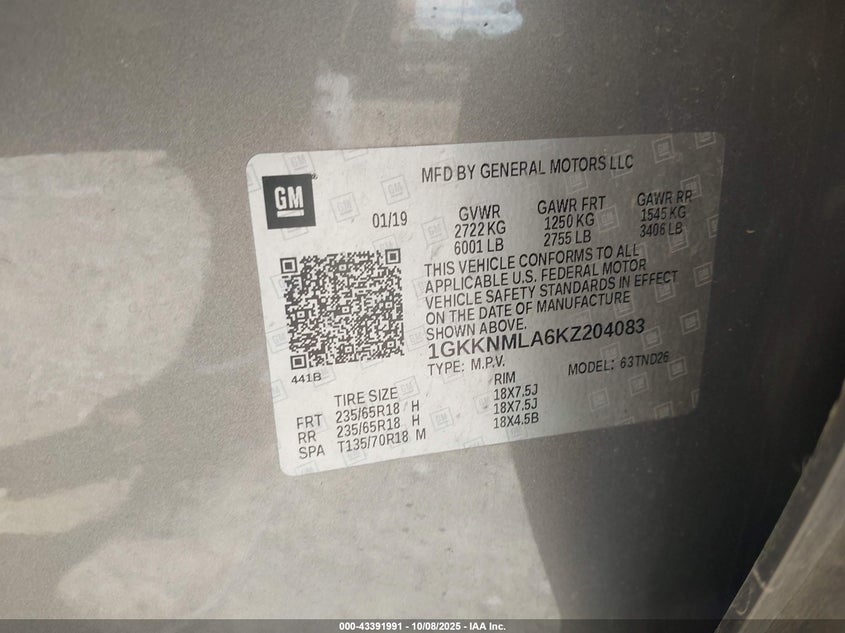 MFD BY GENERAL MOTORS LLC
GM
01/19
GVWR GAWR FRT GAWR RR
2722 KG 1250 KG 1545 KG
6001 LB 2755 LB 3406 LB
THIS VEHICLE CONFORMS TO ALL
APPLICABLE U.S. FEDERAL MOTOR
VEHICLE SAFETY STANDARDS IN EFFECT
ON THE DATE OF MANUFACTURE
SHOWN ABOVE.
1GKKNMLA6KZ204083
TYPE: M.P.V. MODEL: 63TND26
441B
TIRE SIZE RIM
FRT 235/65R18 H 18X7.5J
RR 235/65R18 H 18X7.5J
SPA T135/70R18 M 18X4.5B
000-43391991 - 10/08/2025 - IAA Inc.